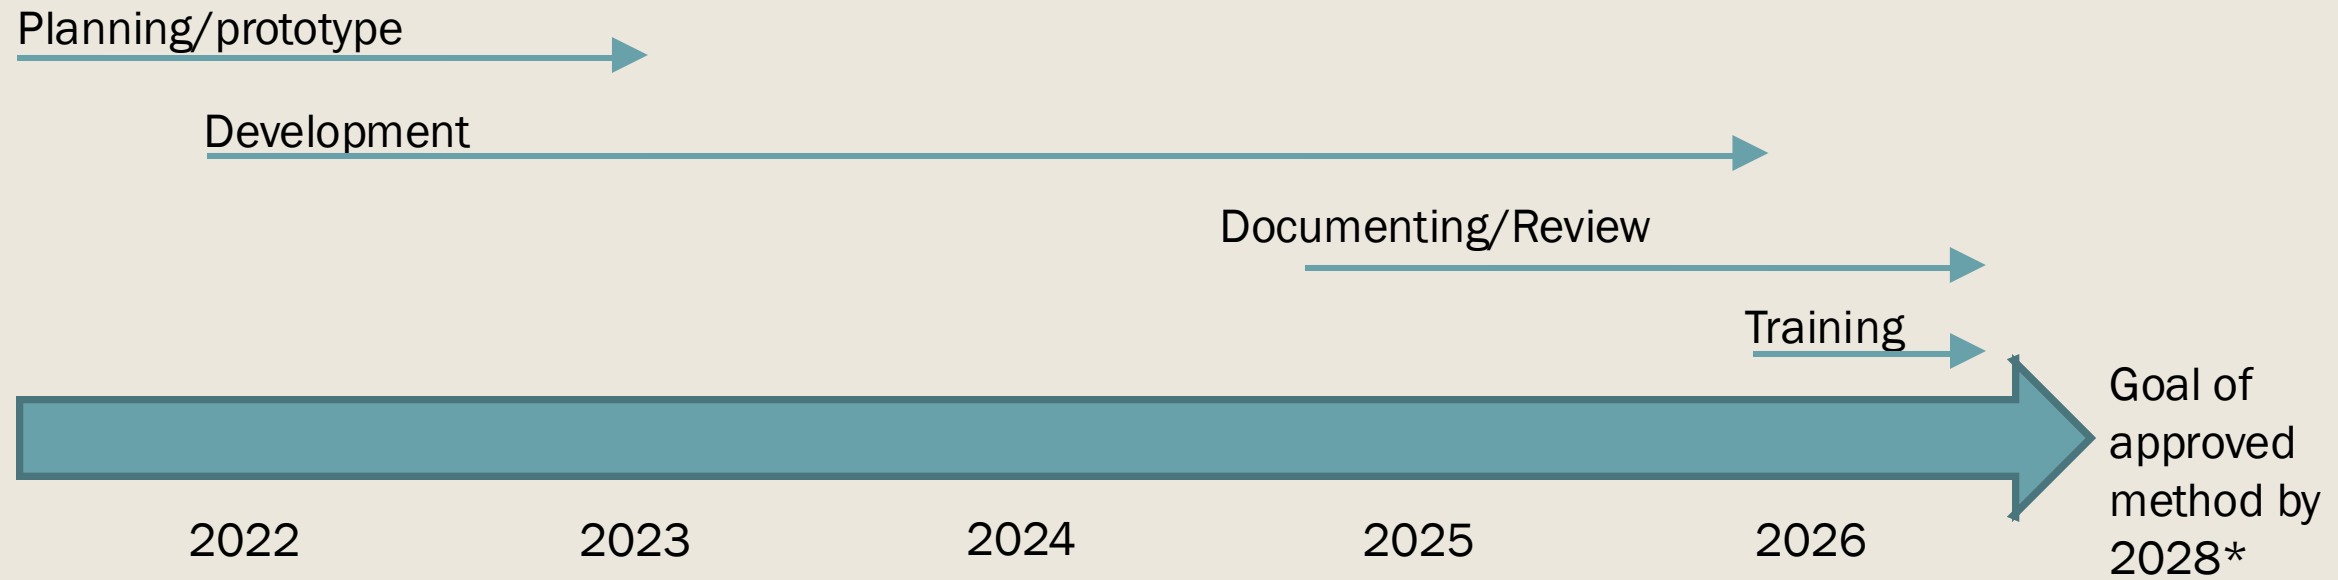 Planning/prototype
Development
Documenting/Review
Training
Goal of
approved
method by
2028*
2022
2023
2024
2025
2026